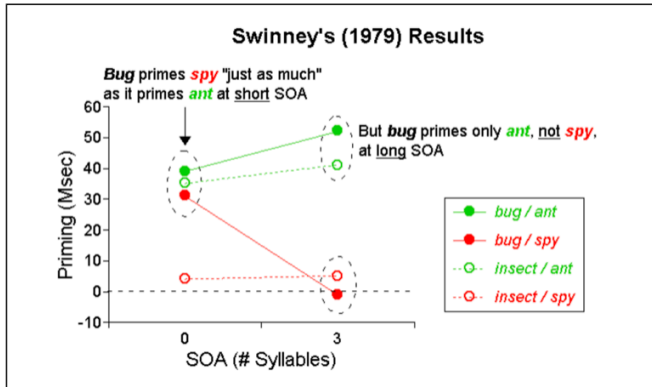 Swinney's (1979) Results
Bug primes spy "just as much"
as it primes ant at short SOA
But bug primes only ant, not spy,
at long SOA
Priming (Msec)
60
50
40
30
20
10
0
-10
0
3
SOA (# Syllables)
bug / ant
bug / spy
insect / ant
insect / spy